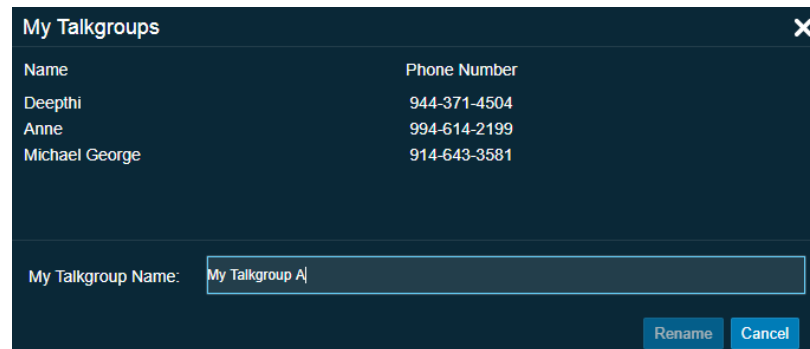 My Talkgroups
Name Phone Number
Deepthi 944-371-4504
Anne 994-614-2199
Michael George 914-643-3581
My Talkgroup Name: My Talkgroup A
Rename Cancel